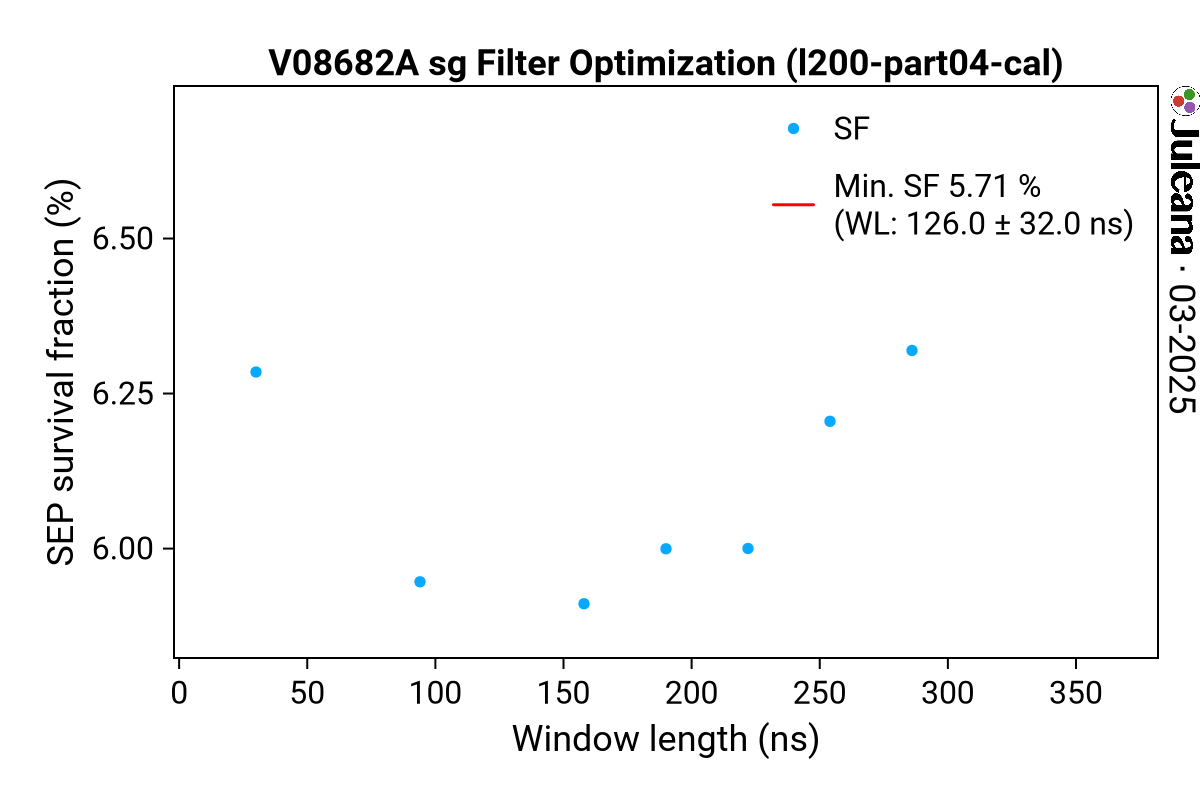 V08682A sg Filter Optimization (l200-part04-cal)
SF
Min. SF 5.71 %
(WL: 126.0 ± 32.0 ns)
SEP survival fraction (%)
6.50
6.25
6.00
0 50 100 150 200 250 300 350
Window length (ns)
Juleana · 03-2025